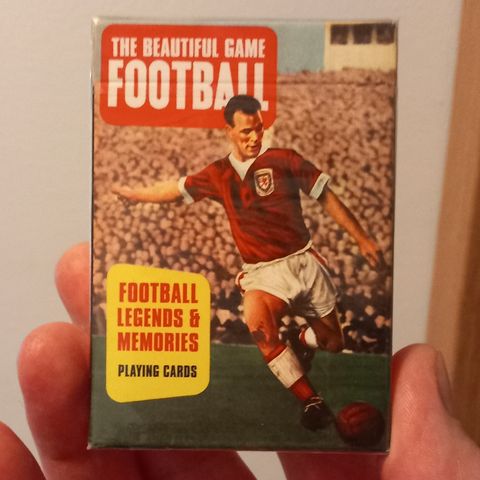 THE BEAUTIFUL GAME
FOOTBALL
FOOTBALL
LEGENDS &
MEMORIES
PLAYING CARDS